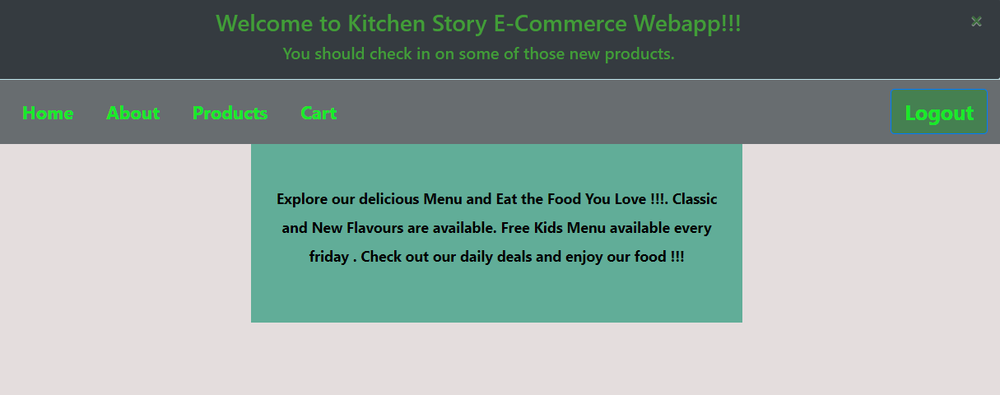 Welcome to Kitchen Story E-Commerce Webapp!!!
×
You should check in on some of those new products.
Home About Products Cart Logout
Explore our delicious Menu and Eat the Food You Love !!!. Classic
and New Flavours are available. Free Kids Menu available every
friday . Check out our daily deals and enjoy our food !!!